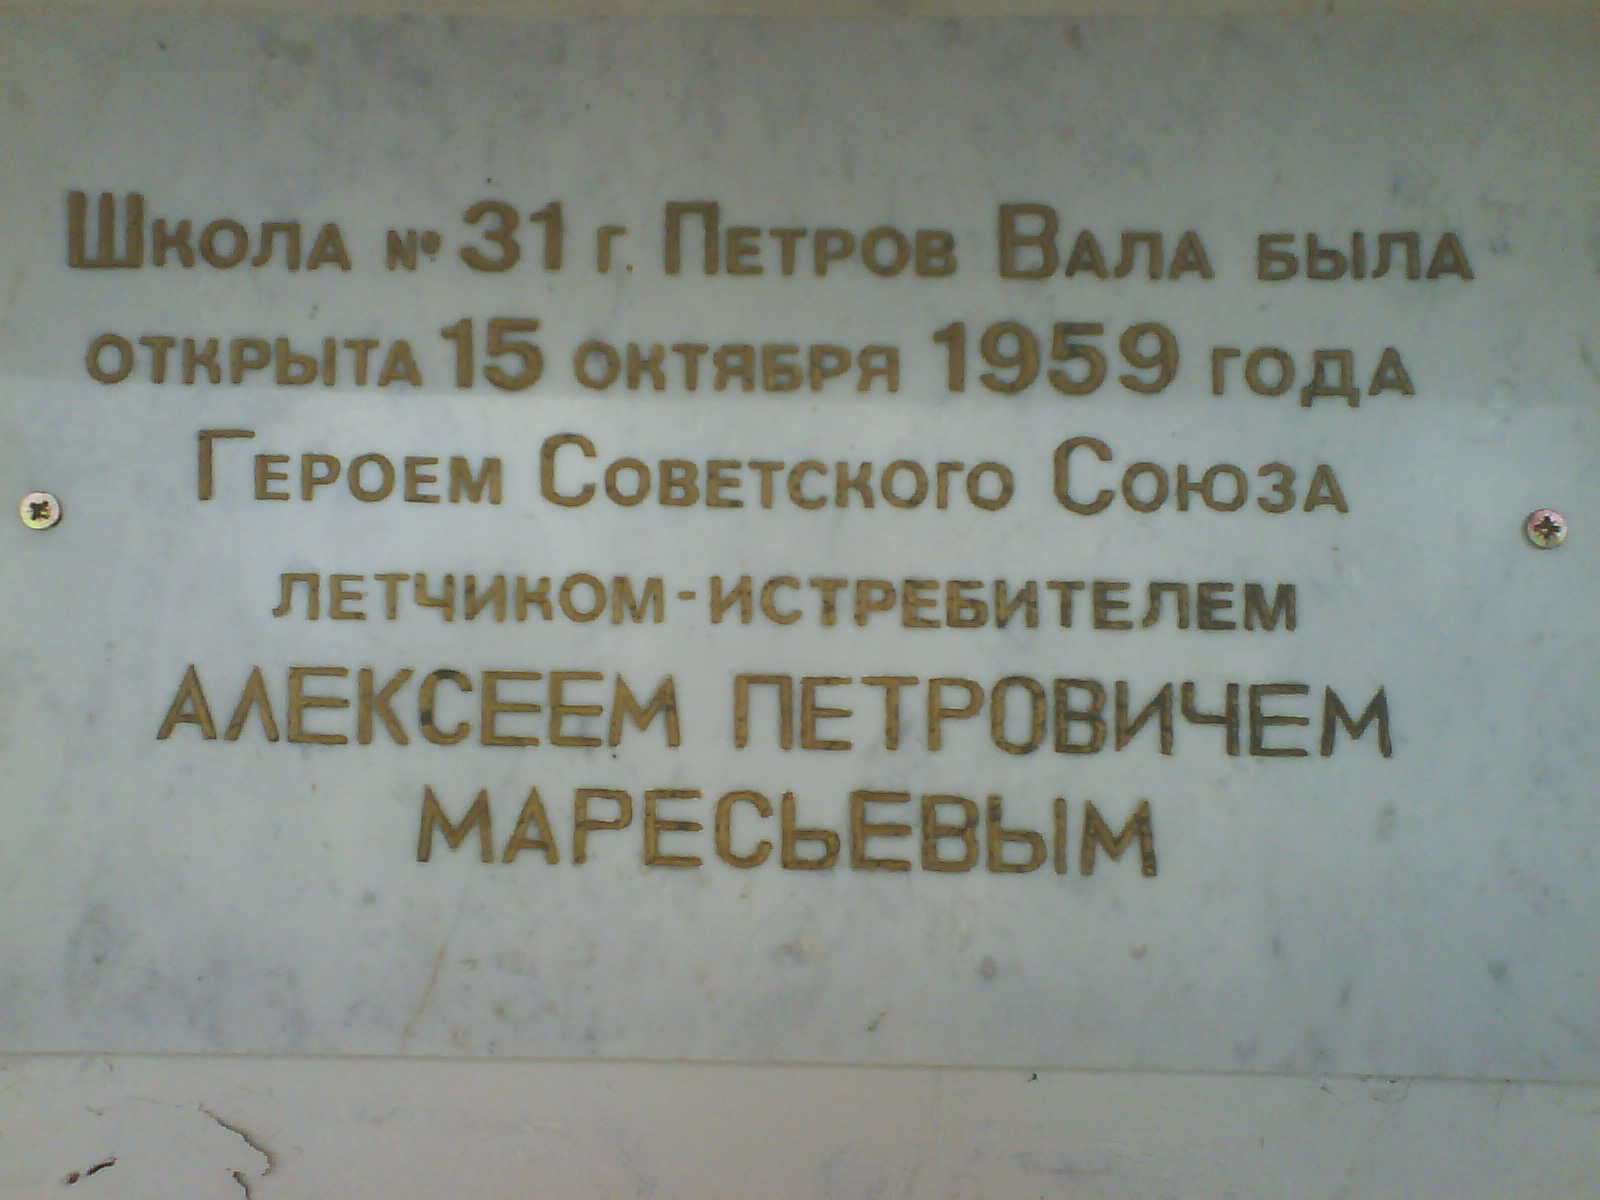 Школа № 31 г. Петров Вала была
открыта 15 октября 1959 года
Героем Советского Союза
летчиком-истребителем
АЛЕКСЕЕМ ПЕТРОВИЧЕМ
МАРЕСЬЕВЫМ